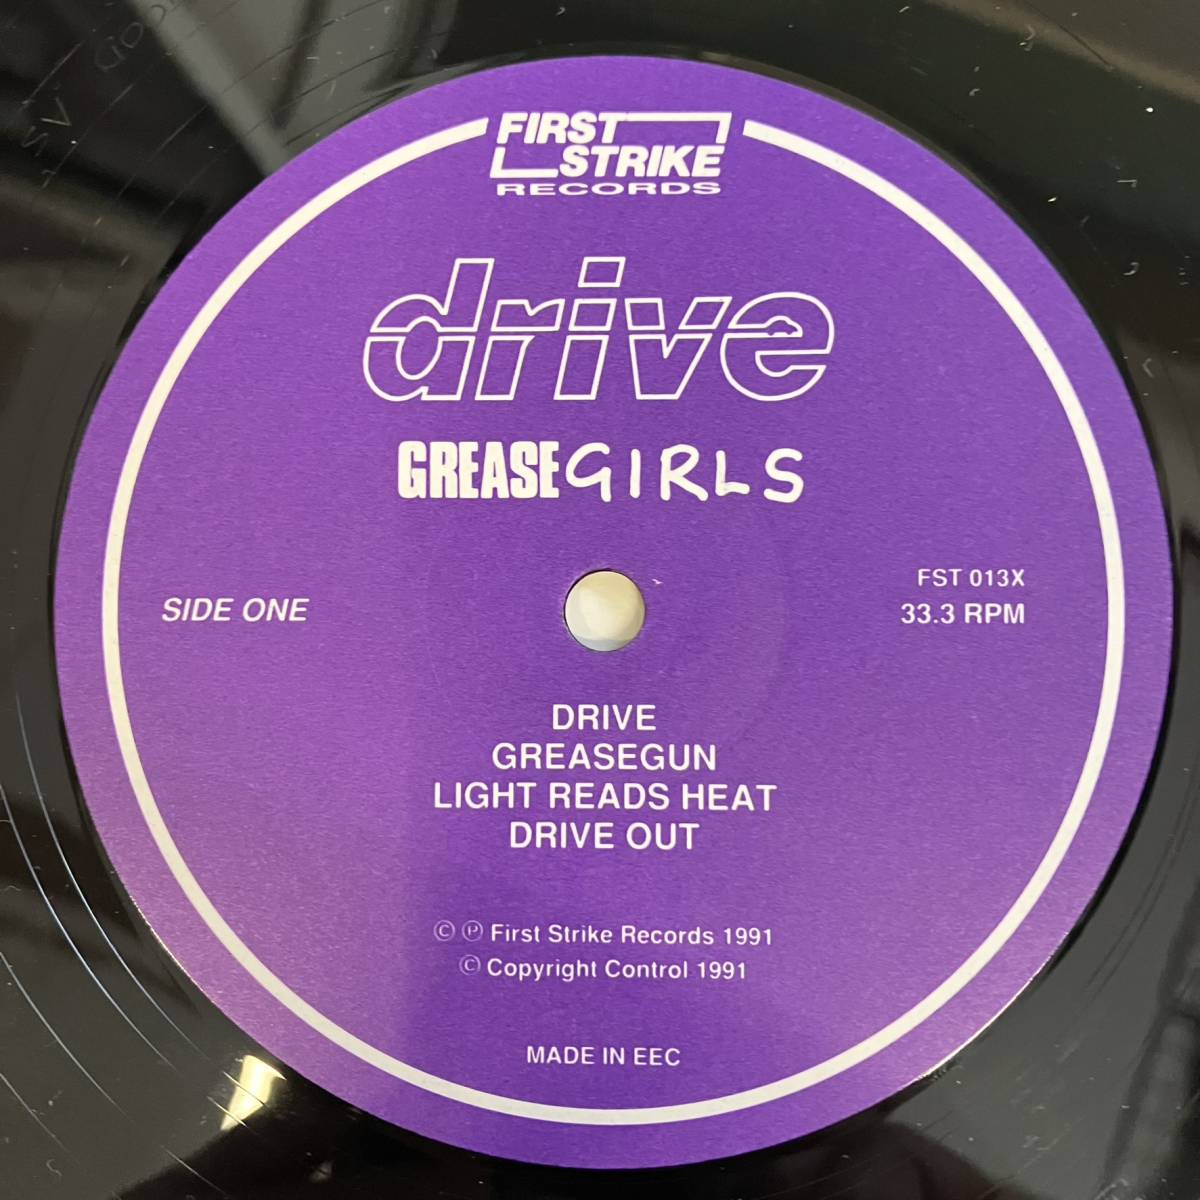 FIRST
STRIKE
RECORDS
drive
GREASE GIRLS
SIDE ONE
FST 013X
33.3 RPM
DRIVE
GREASEGUN
LIGHT READS HEAT
DRIVE OUT
© ℗ First Strike Records 1991
© Copyright Control 1991
MADE IN EEC